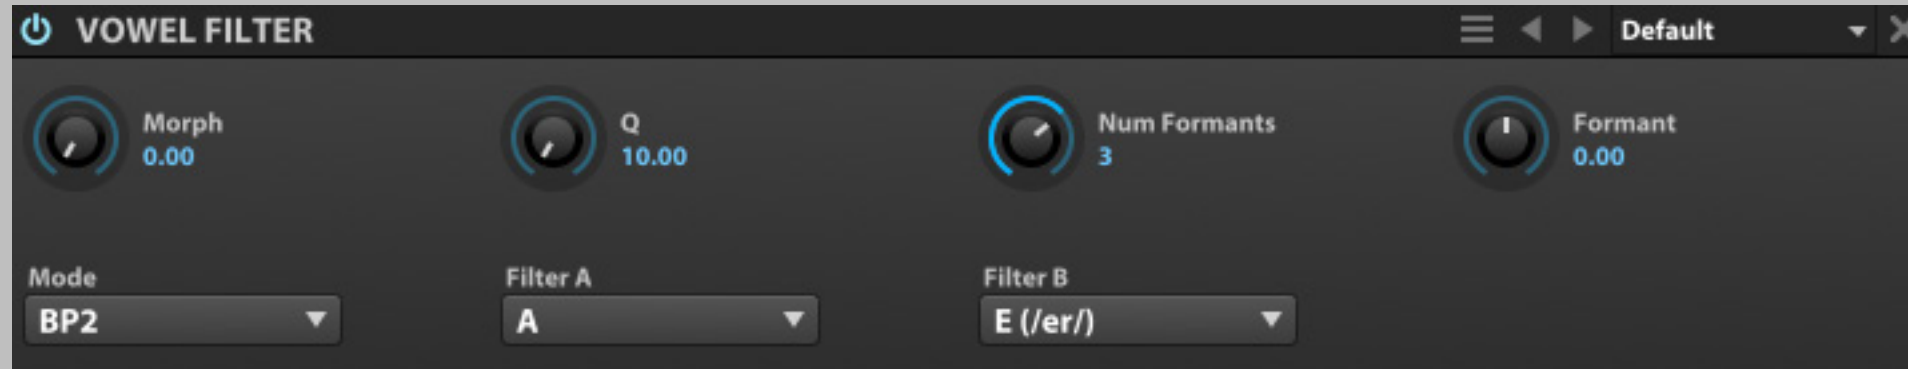 VOWEL FILTER
Default
Morph
0.00
Q
10.00
Num Formants
3
Formant
0.00
Mode
BP2
Filter A
A
Filter B
E (/er/)